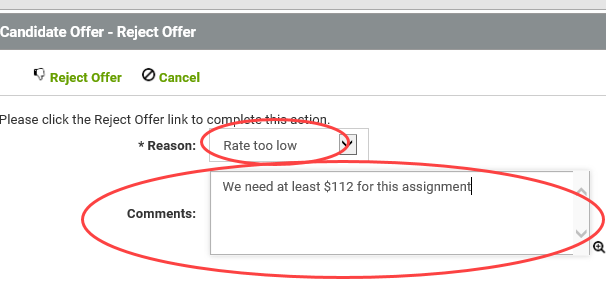 Candidate Offer - Reject Offer
Reject Offer Cancel
Please click the Reject Offer link to complete this action.
* Reason: Rate too low
We need at least $112 for this assignment
Comments: